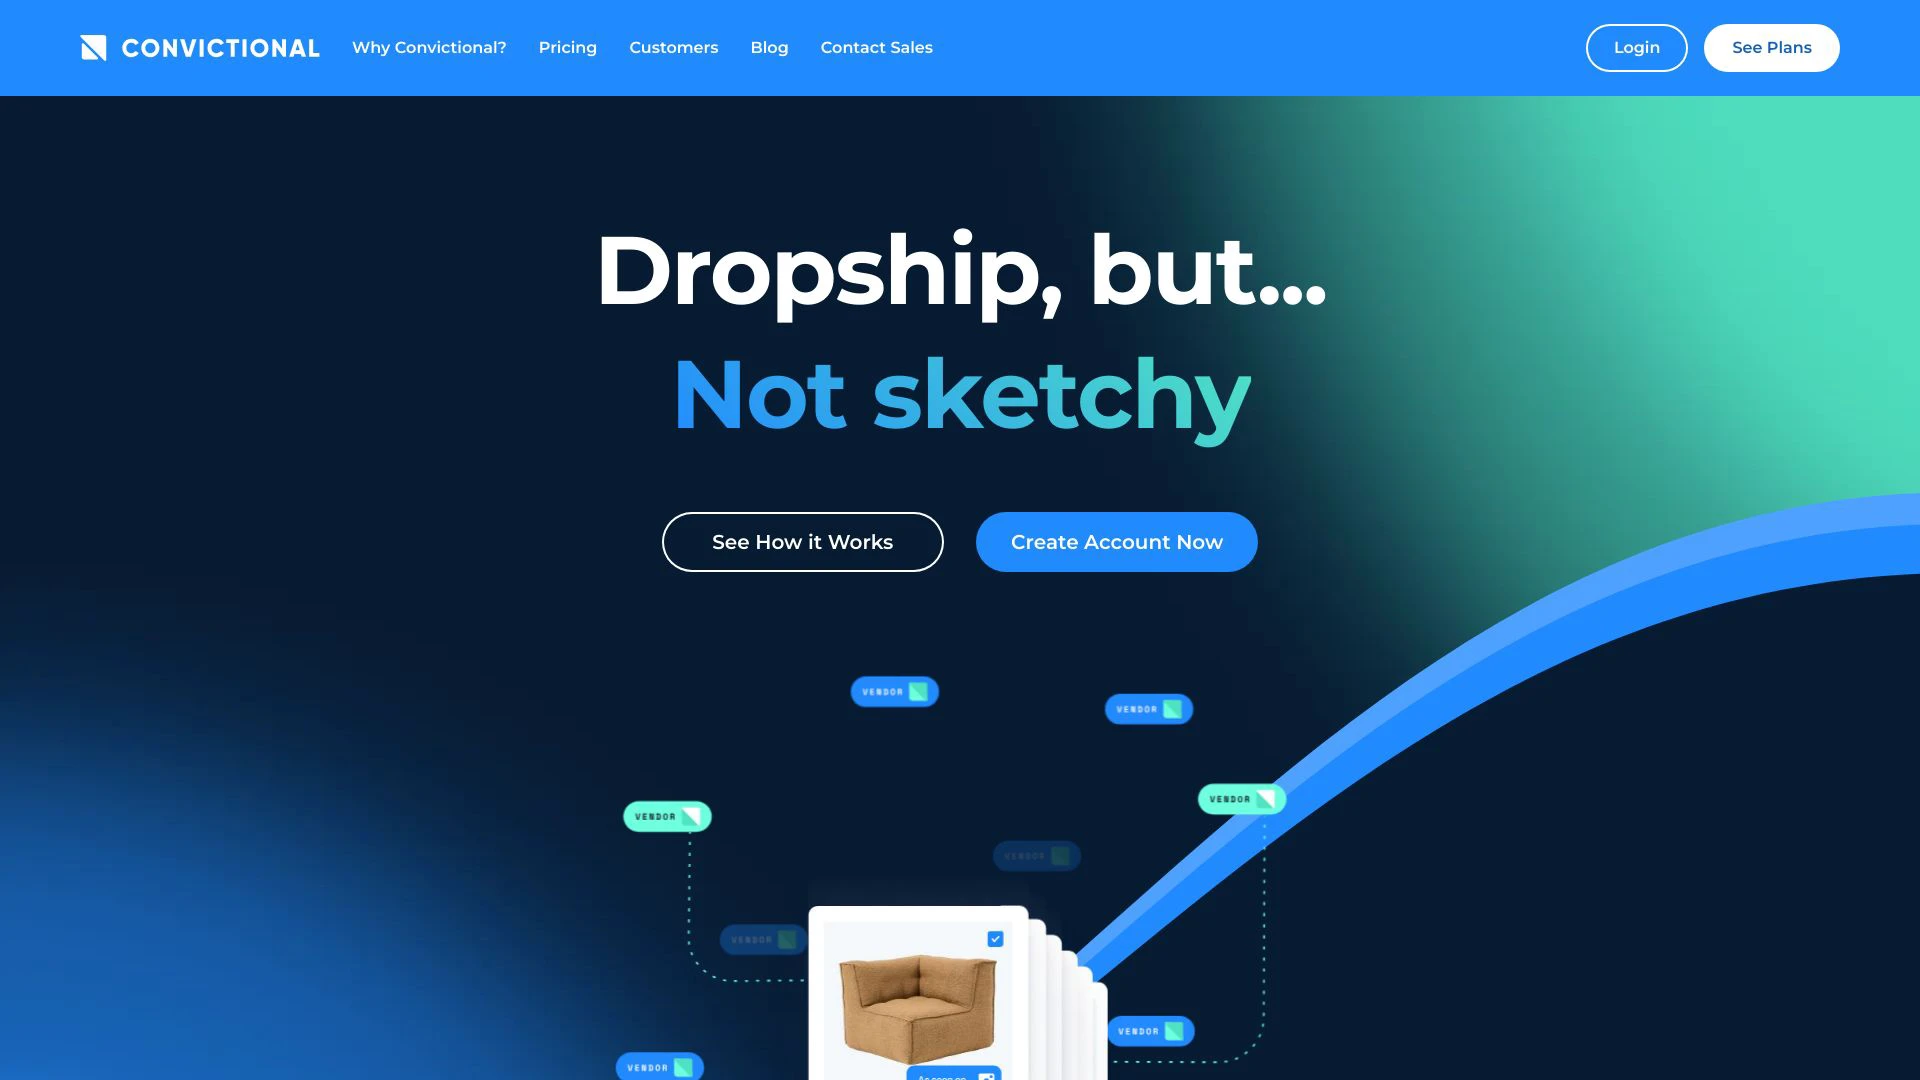 CONVICTIONAL
Why Convictional?
Pricing
Customers
Blog
Contact Sales
Login
See Plans
Dropship, but...
Not sketchy
See How it Works
Create Account Now
VENDOR
VENDOR
VENDOR
VENDOR
VENDOR
VENDOR
VENDOR
VENDOR